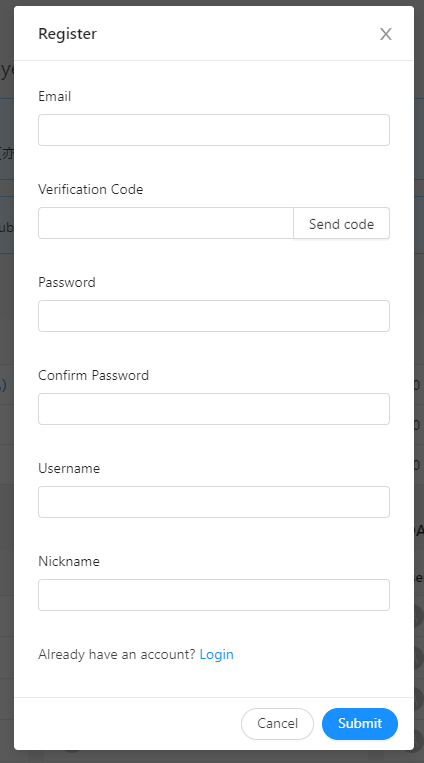 Register
Email
Verification Code
Send code
Password
Confirm Password
Username
Nickname
Already have an account? Login
Cancel Submit